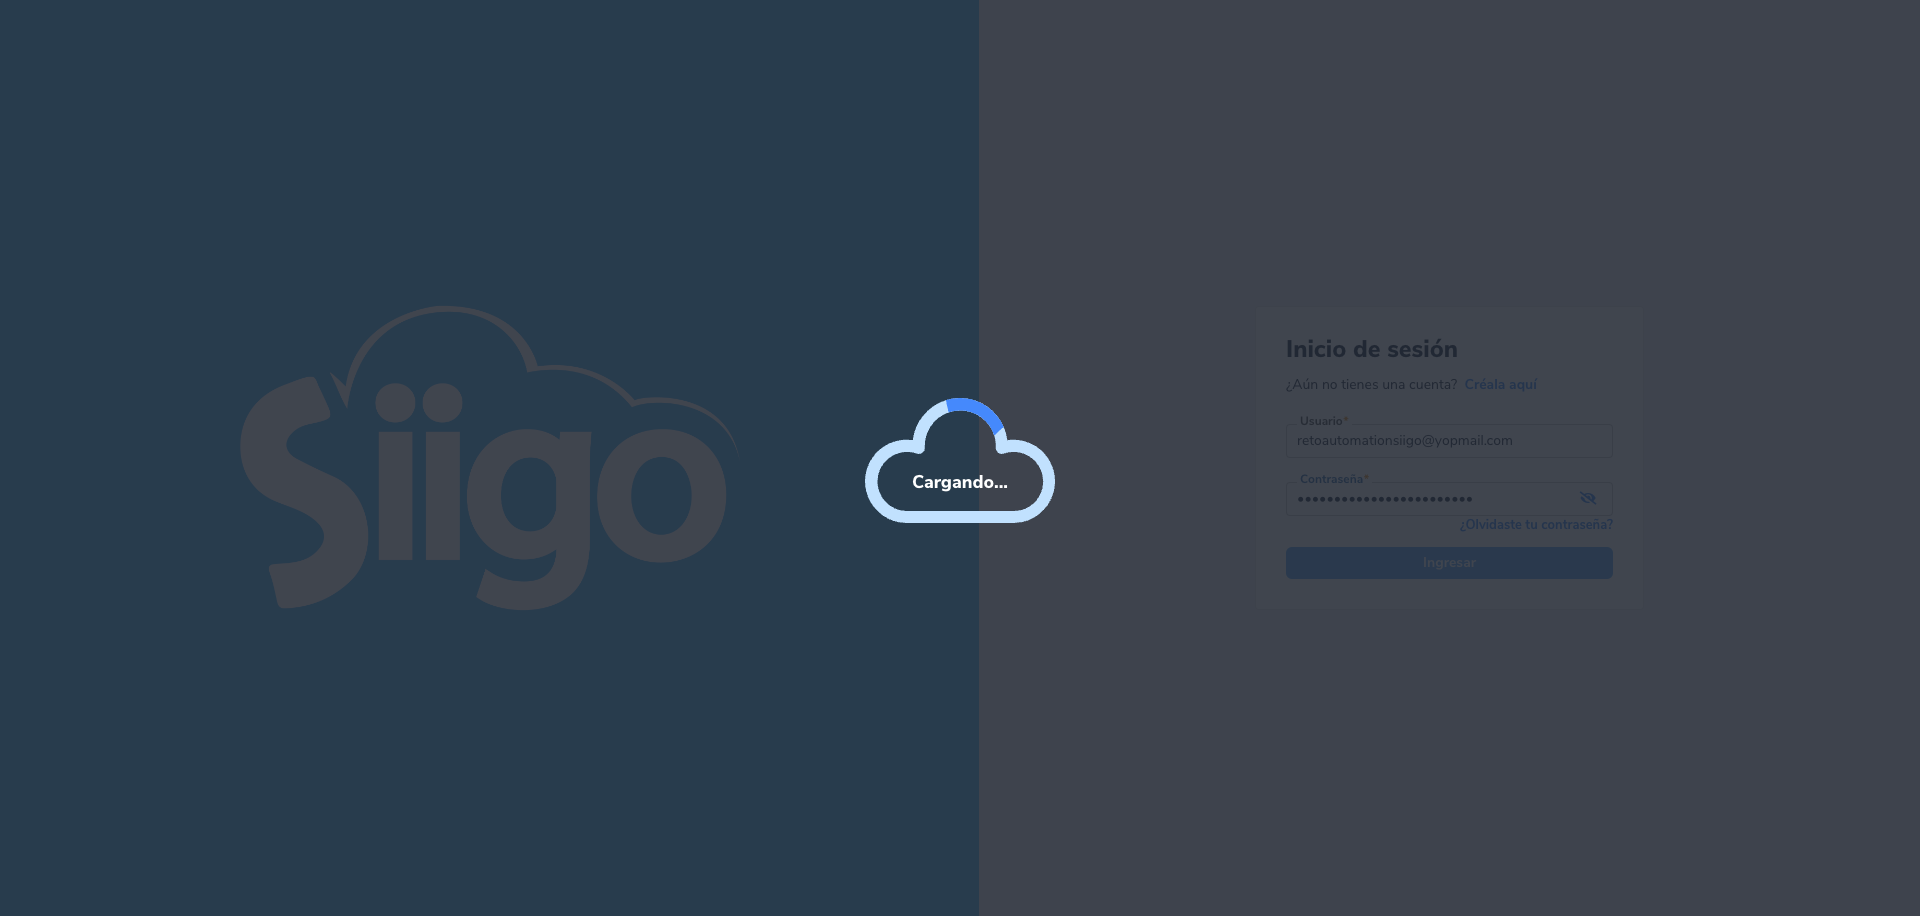 Siigo
Cargando...
Inicio de sesión
¿Aún no tienes una cuenta? Créala aquí
Usuario*
retoautomationsiigo@yopmail.com
Contraseña*
••••••••••••••••••••••••
¿Olvidaste tu contraseña?
Ingresar